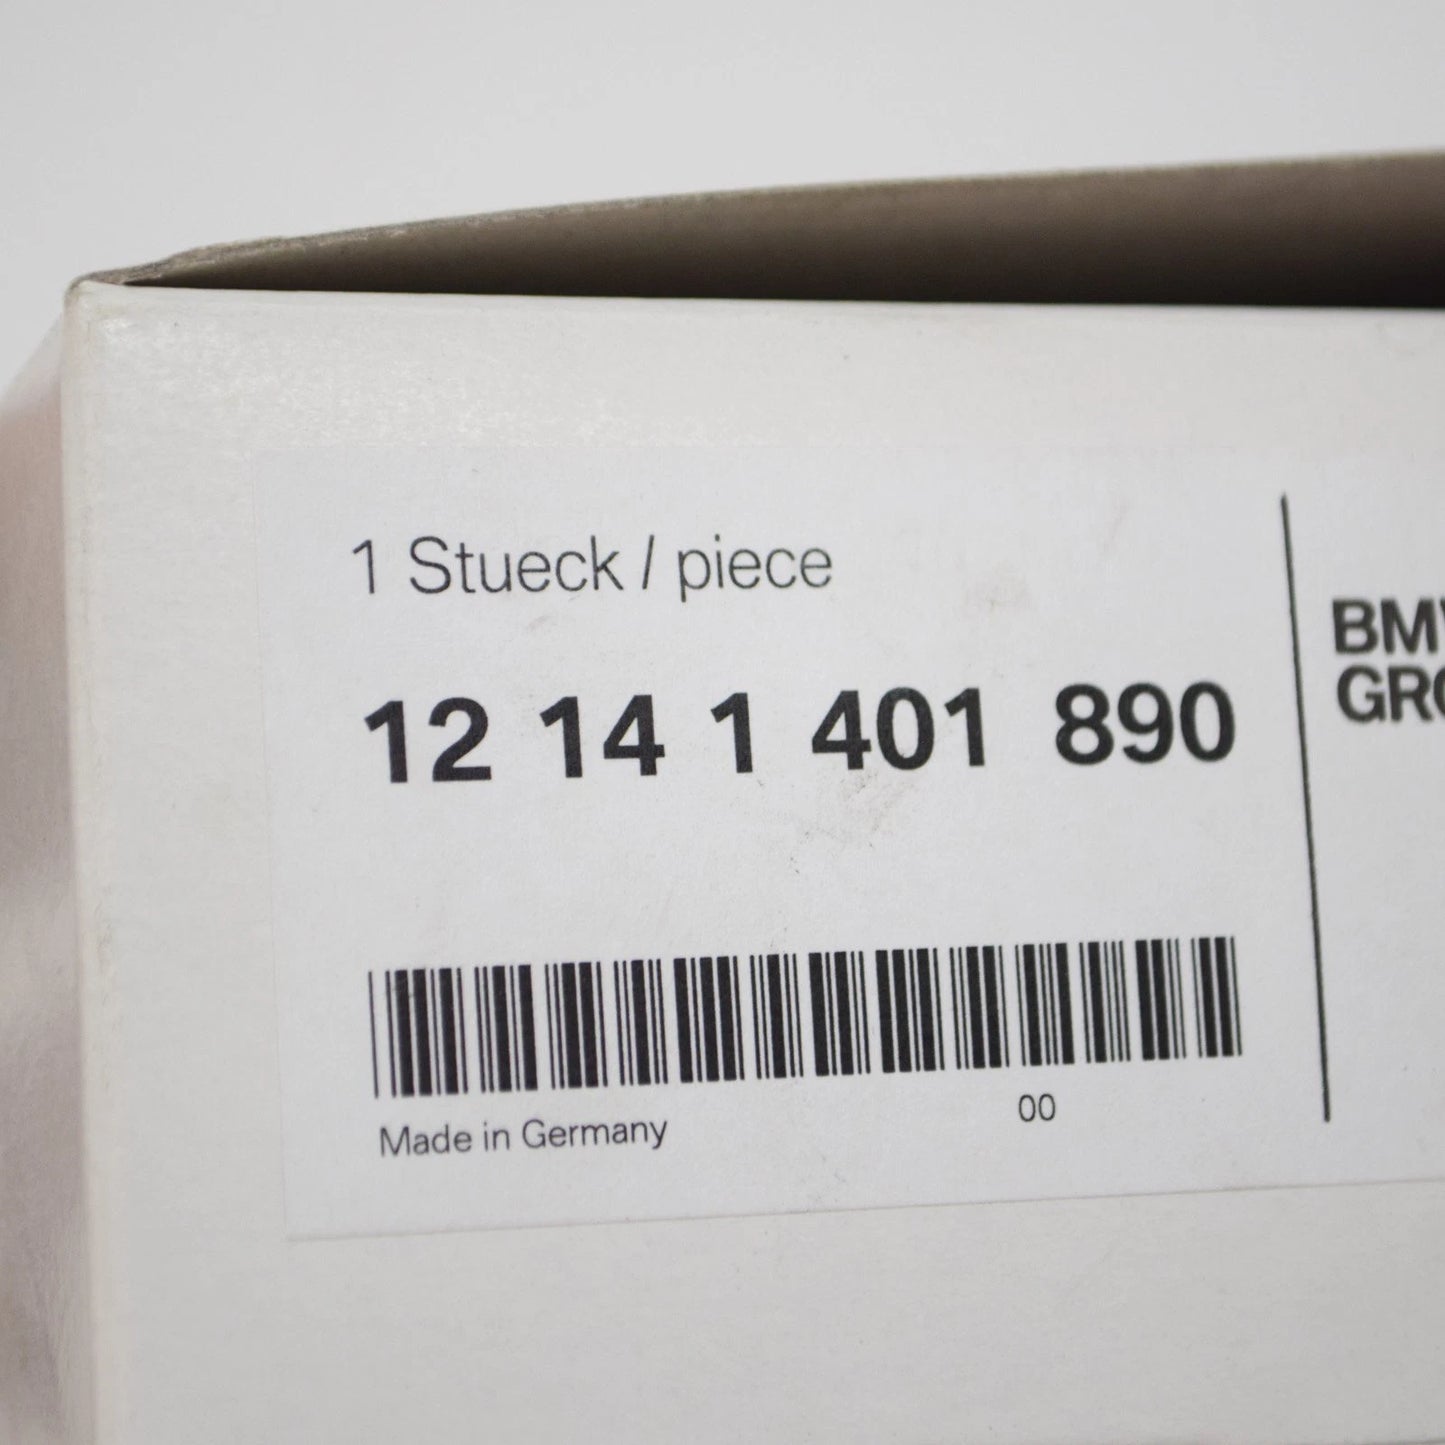 1 Stueck / piece
12 14 1 401 890
Made in Germany
00